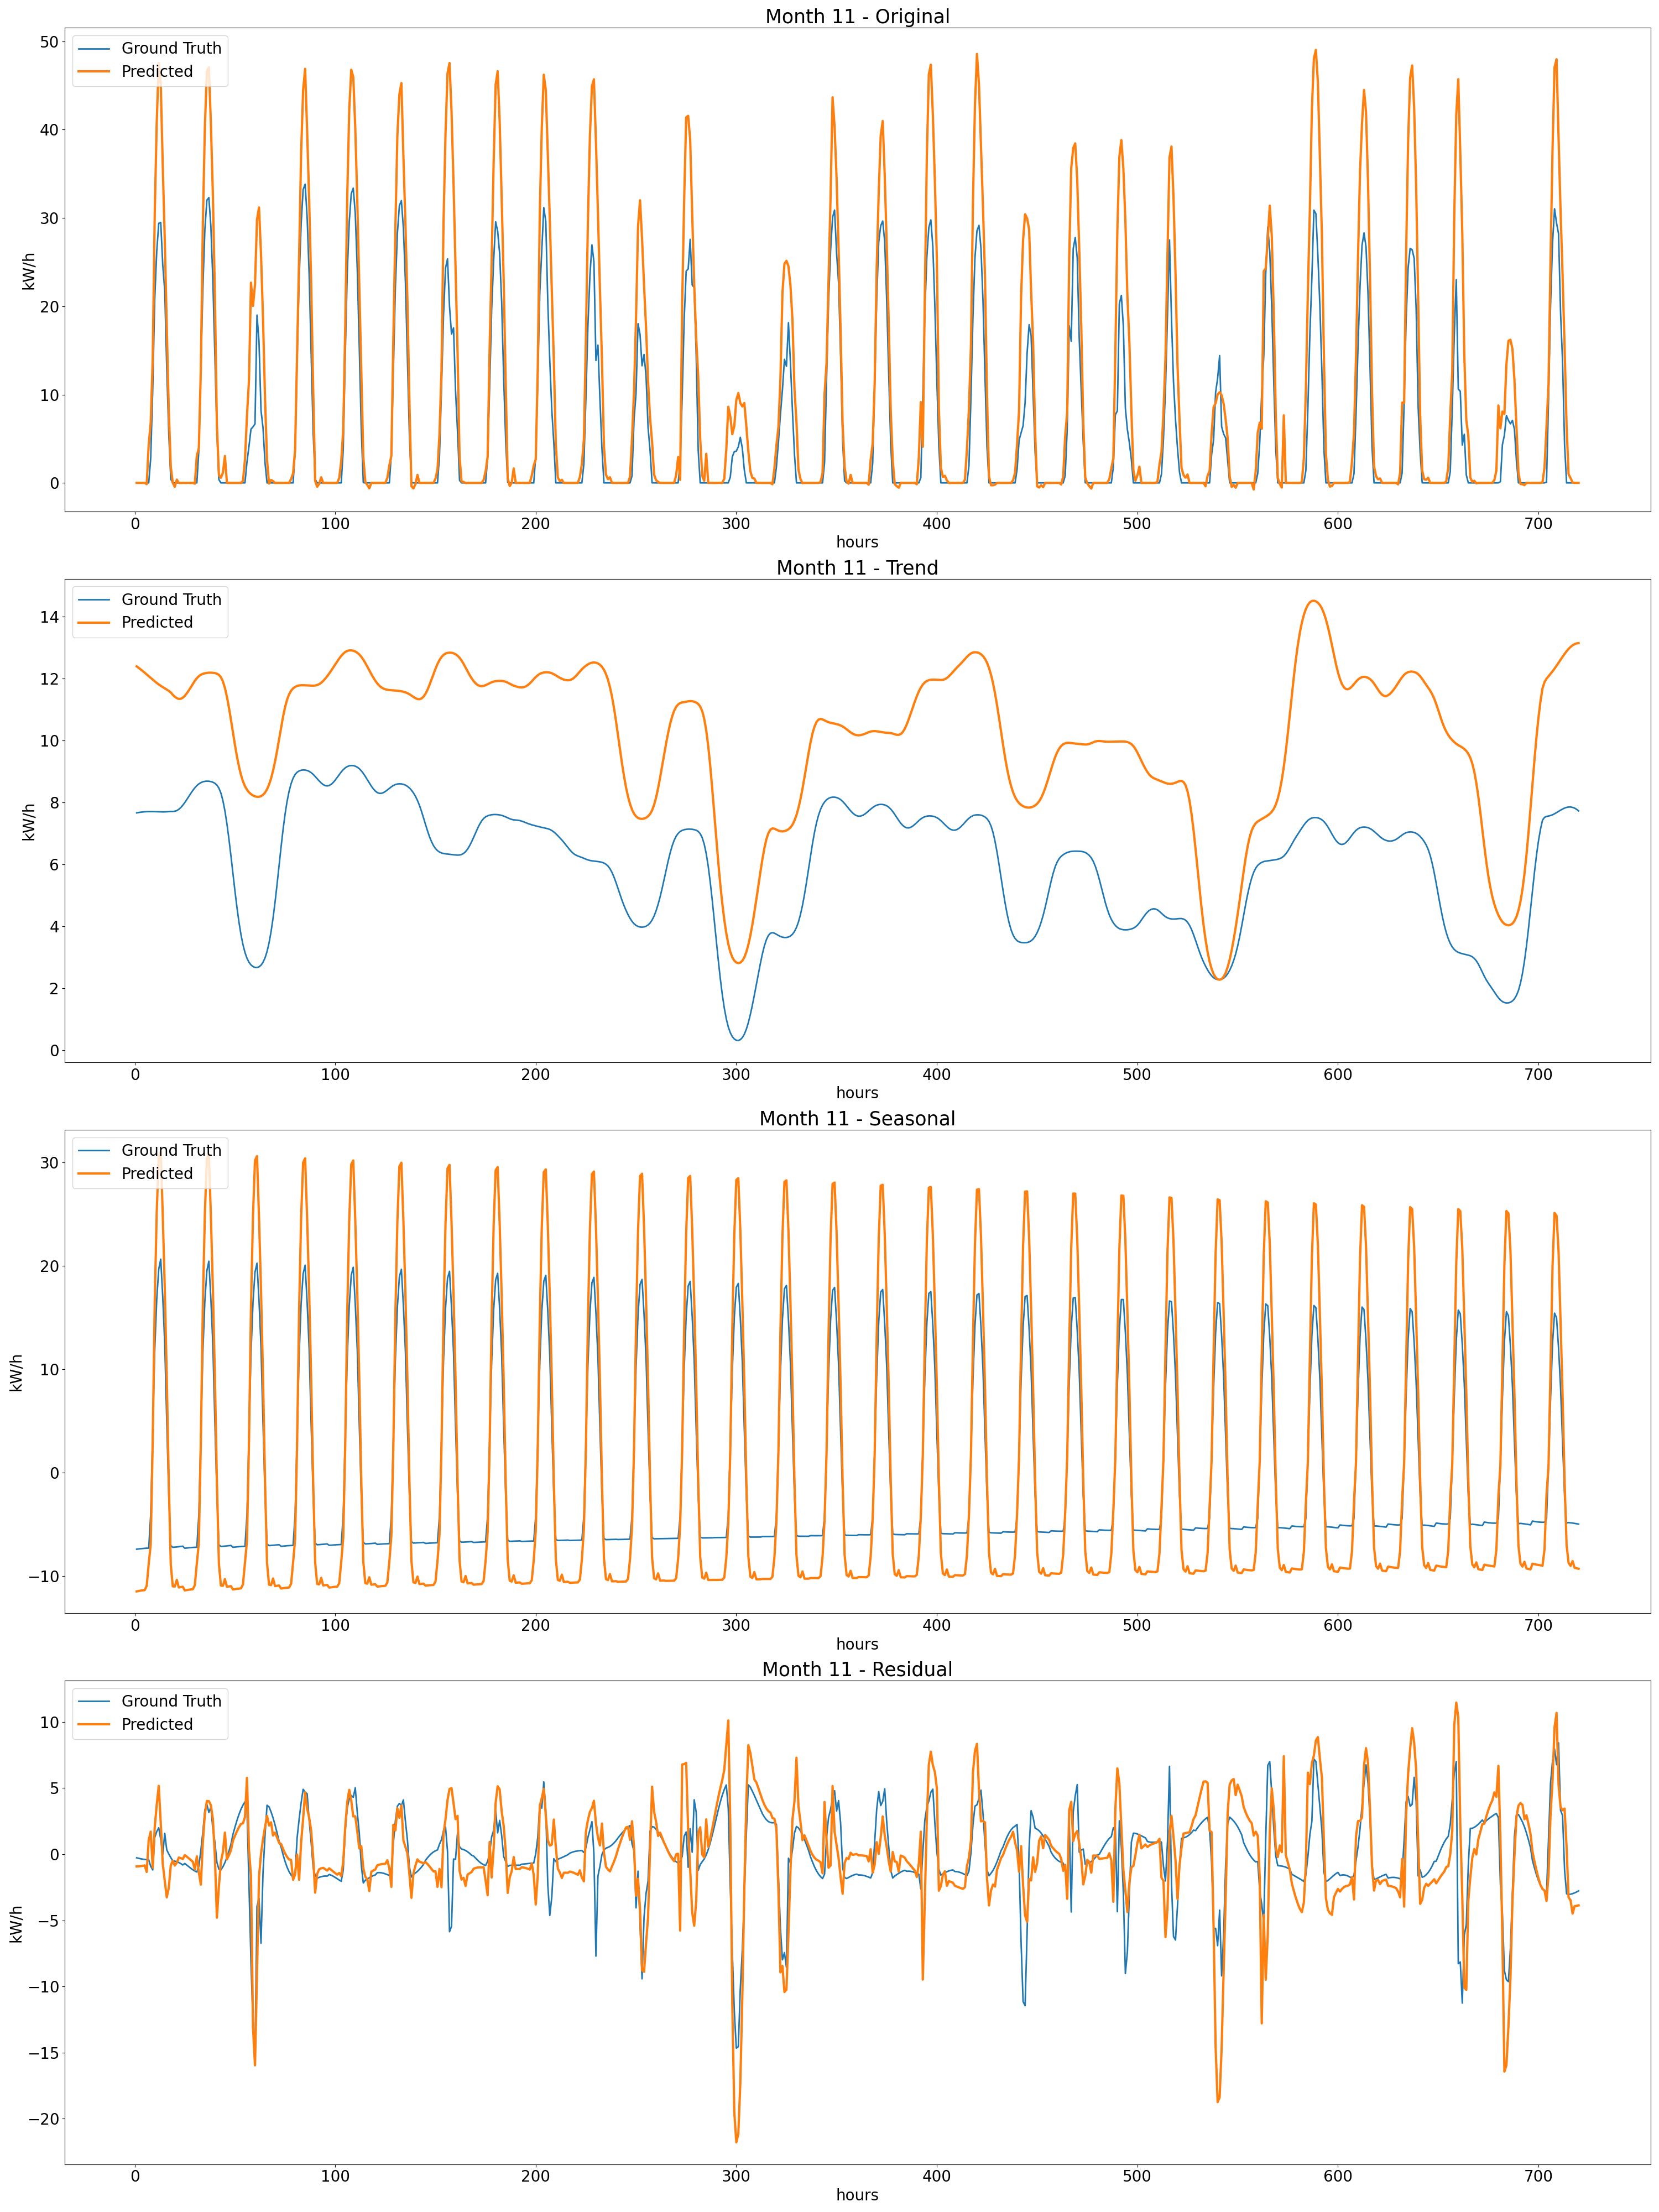 Month 11 - Original
Ground Truth
Predicted
50
40
30
20
10
0
kW/h
0 100 200 300 400 500 600 700
hours
Month 11 - Trend
Ground Truth
Predicted
14
12
10
8
6
4
2
0
kW/h
0 100 200 300 400 500 600 700
hours
Month 11 - Seasonal
Ground Truth
Predicted
30
20
10
0
−10
kW/h
0 100 200 300 400 500 600 700
hours
Month 11 - Residual
Ground Truth
Predicted
10
5
0
−5
−10
−15
−20
kW/h
0 100 200 300 400 500 600 700
hours